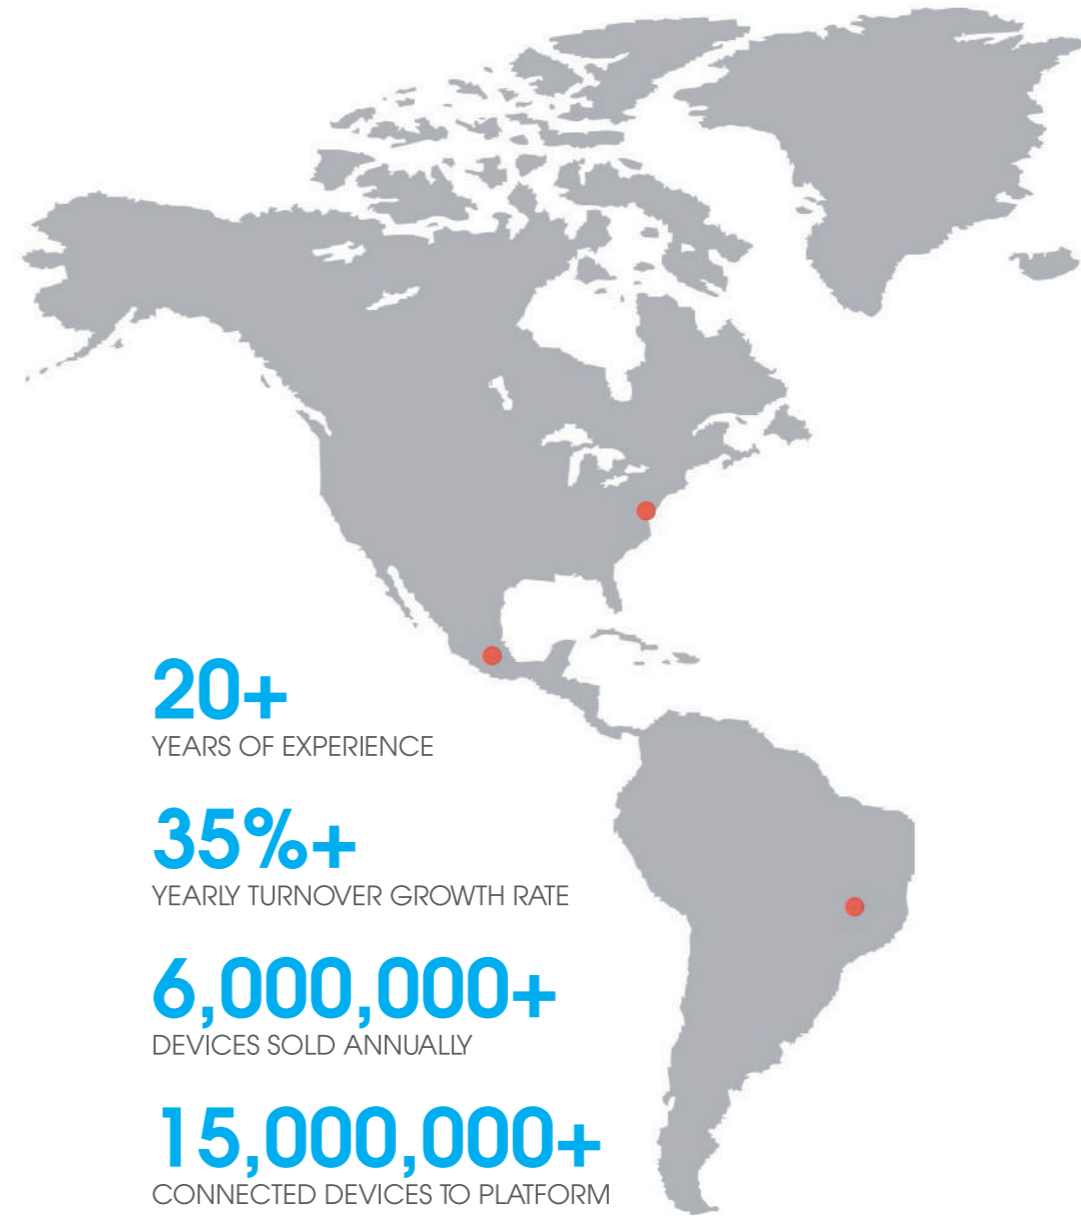 20+
YEARS OF EXPERIENCE
35%+
YEARLY TURNOVER GROWTH RATE
6,000,000+
DEVICES SOLD ANNUALLY
15,000,000+
CONNECTED DEVICES TO PLATFORM